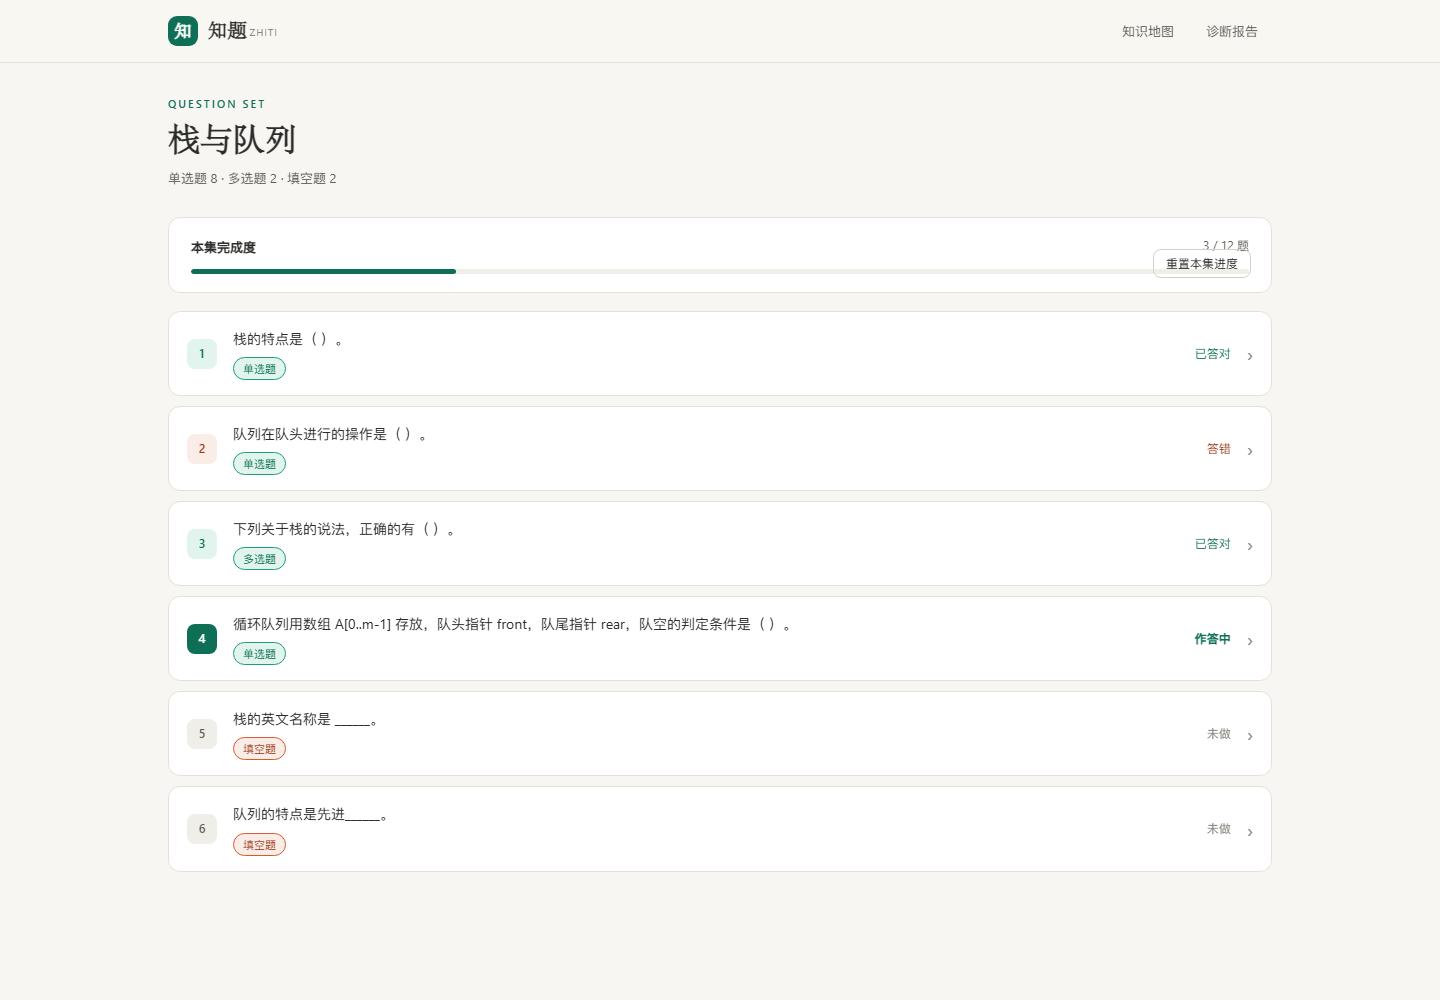 知 知题 ZHITI
知识地图 诊断报告
QUESTION SET
栈与队列
单选题 8 · 多选题 2 · 填空题 2
本集完成度
3 / 12 题
重置本集进度
1 栈的特点是（ ）。
单选题
已答对 ›
2 队列在队头进行的操作是（ ）。
单选题
答错 ›
3 下列关于栈的说法，正确的有（ ）。
多选题
已答对 ›
4 循环队列用数组 A[0..m-1] 存放，队头指针 front，队尾指针 rear，队空的判定条件是（ ）。
单选题
作答中 ›
5 栈的英文名称是 ______。
填空题
未做 ›
6 队列的特点是先进______。
填空题
未做 ›